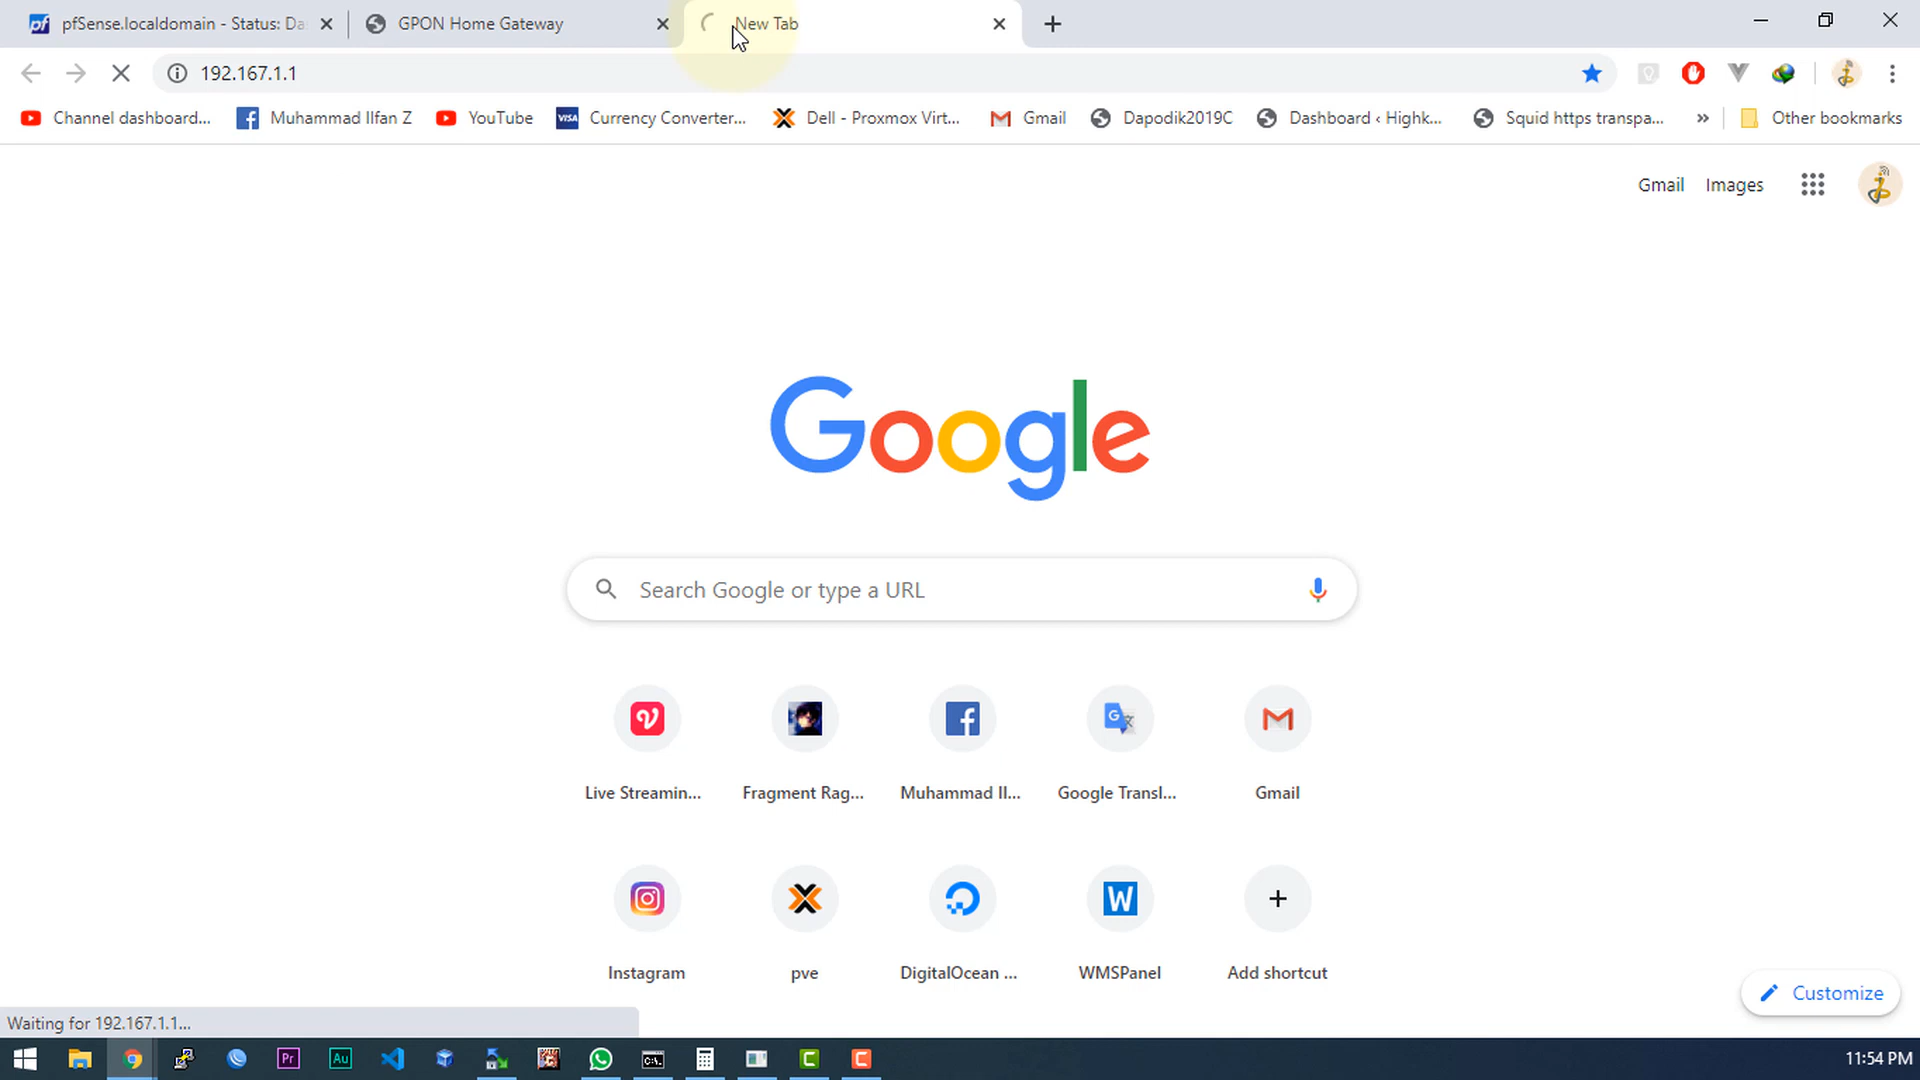 pfSense.localdomain - Status: Da
GPON Home Gateway
New Tab
192.167.1.1
Channel dashboard...
Muhammad Ilfan Z
YouTube
VISA
Currency Converter...
Dell - Proxmox Virt...
Gmail
Dapodik2019C
Dashboard ‹ Highk...
Squid https transpa...
»
Other bookmarks
Gmail
Images
Google
Search Google or type a URL
Live Streamin...
Fragment Rag...
Muhammad Il...
Google Transl...
Gmail
Instagram
pve
DigitalOcean ...
WMSPanel
Add shortcut
Customize
Waiting for 192.167.1.1...
Pr
Au
C:\.
11:54 PM